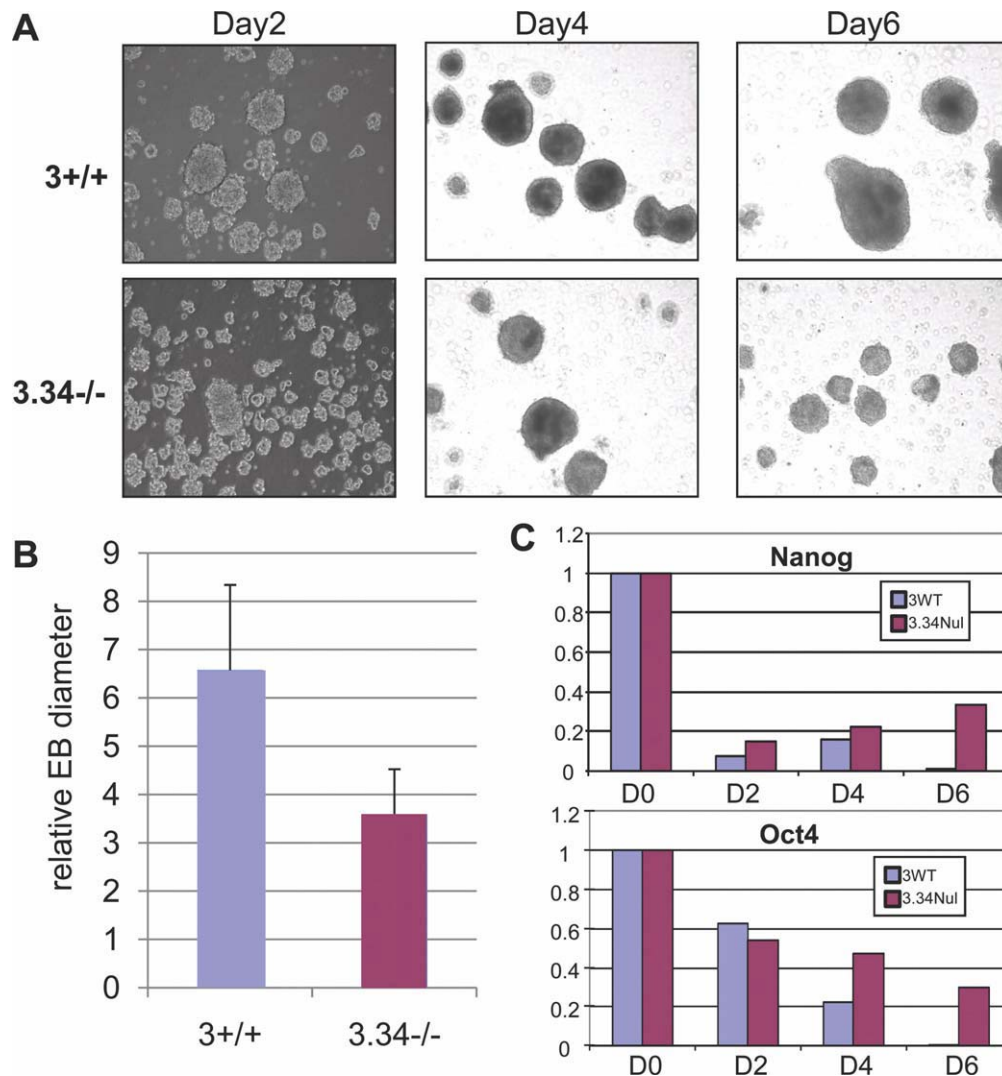 A
Day2 Day4 Day6
3+/+
3.34-/-
B
9
8
7
6
5
4
3
2
1
0
relative EB diameter
3+/+ 3.34-/-
C
Nanog
1.2
1
0.8
0.6
0.4
0.2
0
3WT
3.34Nul
D0 D2 D4 D6
Oct4
1
0.8
0.6
0.4
0.2
0
3WT
3.34Nul
D0 D2 D4 D6